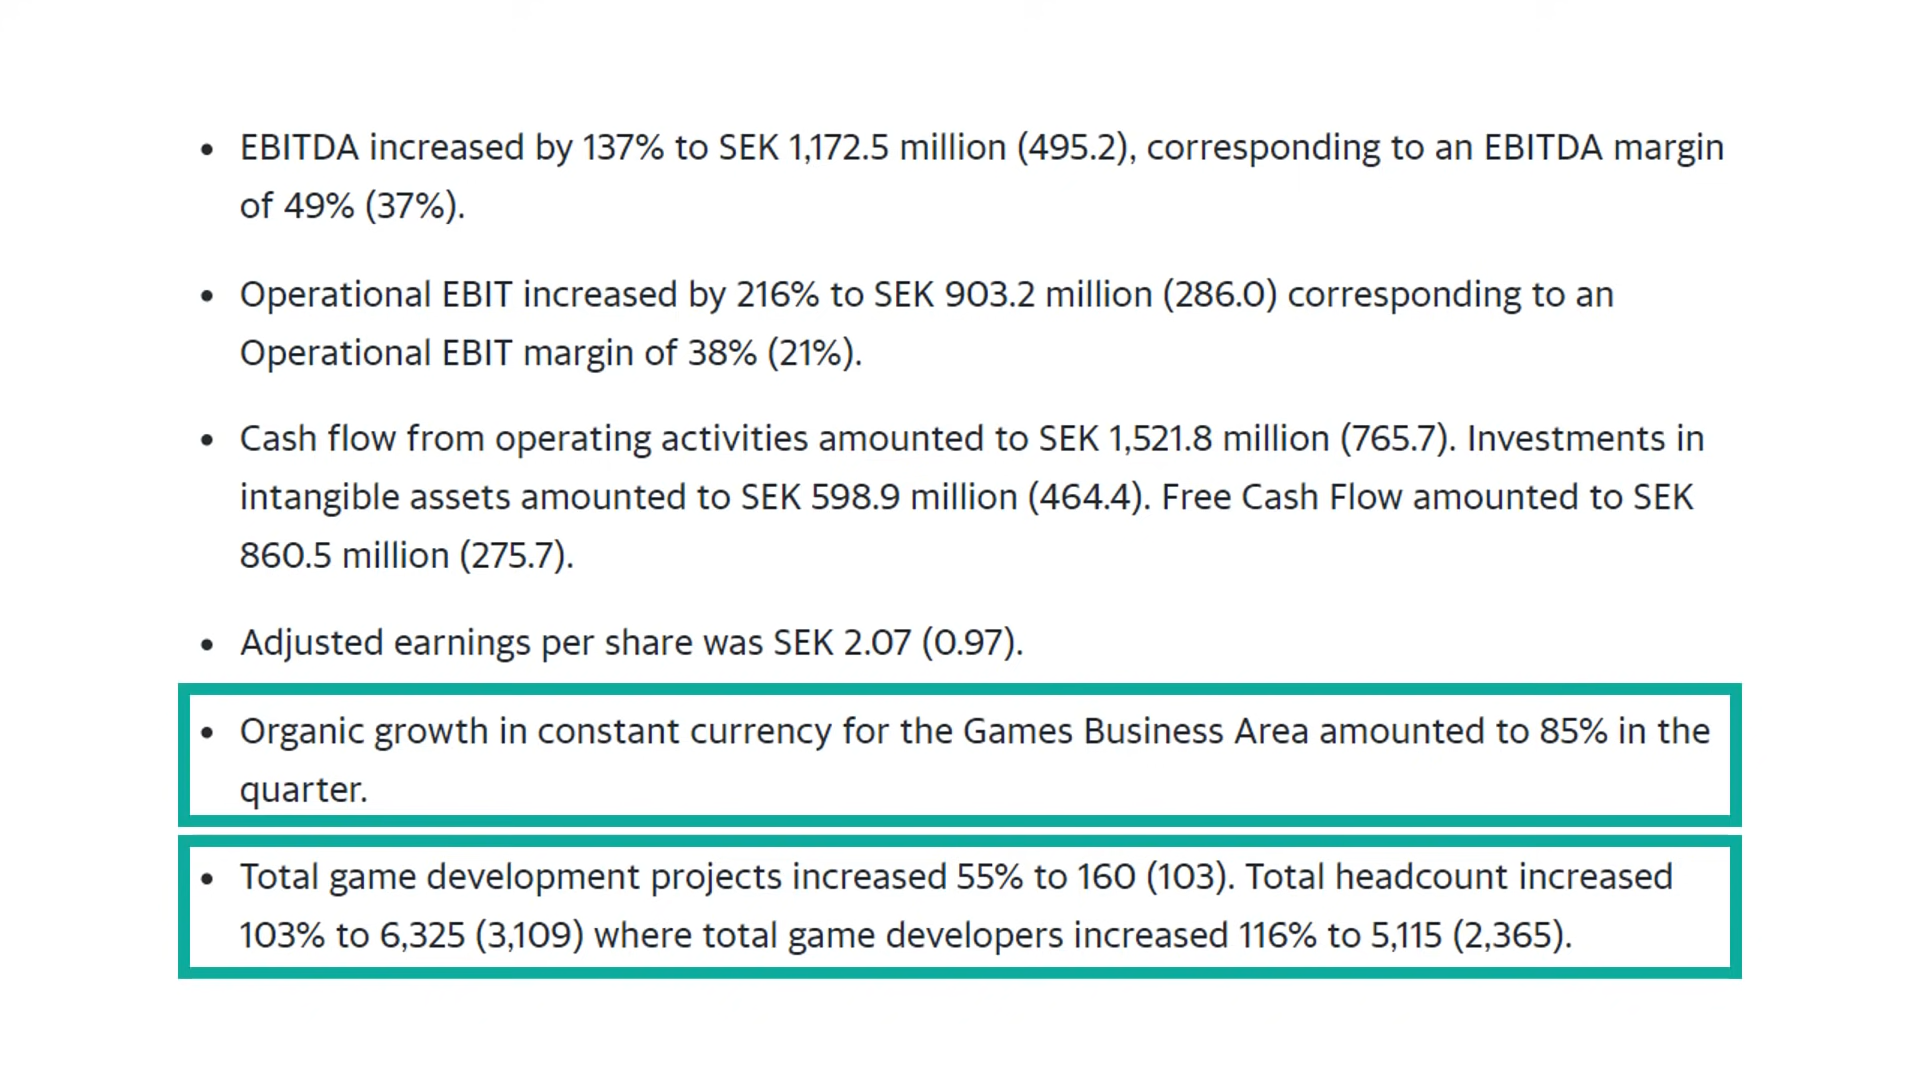 • EBITDA increased by 137% to SEK 1,172.5 million (495.2), corresponding to an EBITDA margin
of 49% (37%).
• Operational EBIT increased by 216% to SEK 903.2 million (286.0) corresponding to an
Operational EBIT margin of 38% (21%).
• Cash flow from operating activities amounted to SEK 1,521.8 million (765.7). Investments in
intangible assets amounted to SEK 598.9 million (464.4). Free Cash Flow amounted to SEK
860.5 million (275.7).
• Adjusted earnings per share was SEK 2.07 (0.97).
• Organic growth in constant currency for the Games Business Area amounted to 85% in the
quarter.
• Total game development projects increased 55% to 160 (103). Total headcount increased
103% to 6,325 (3,109) where total game developers increased 116% to 5,115 (2,365).